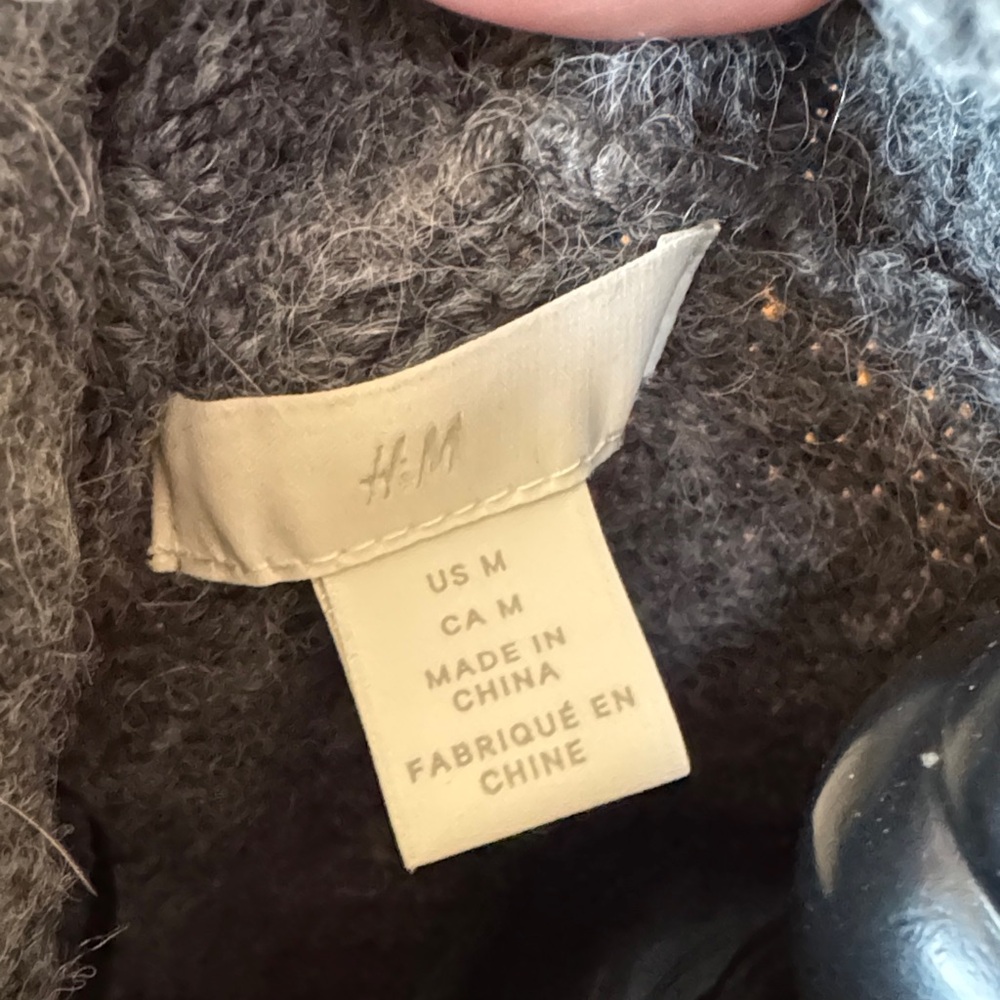 H&M
US M
CA M
MADE IN
CHINA
FABRIQUÉ EN
CHINE